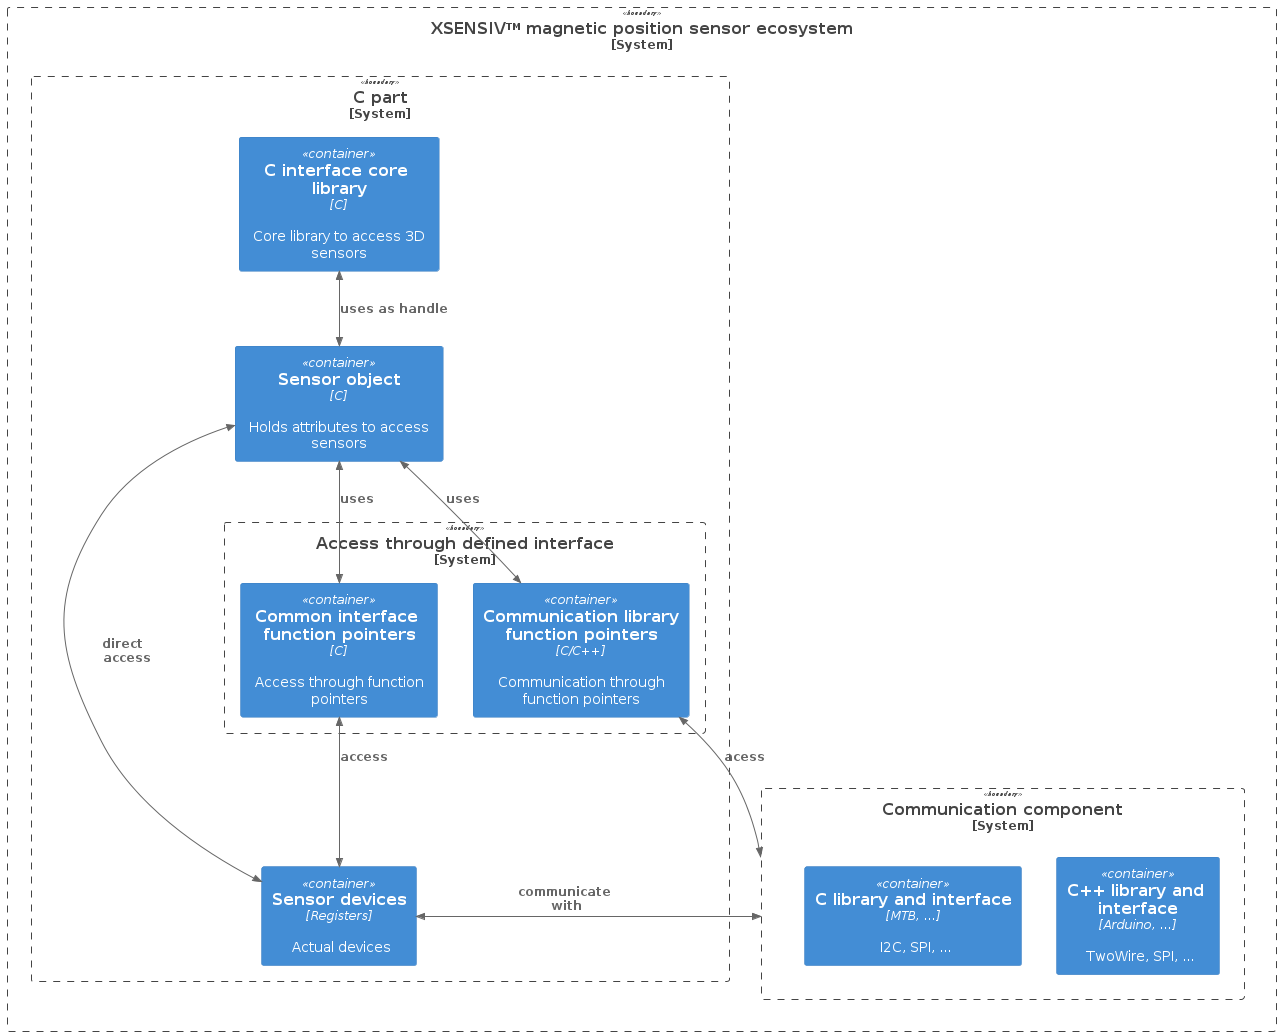 «boundary»
XSENSIV™ magnetic position sensor ecosystem
[System]
«boundary»
C part
[System]
«container»
C interface core
library
[C]
Core library to access 3D
sensors
uses as handle
«container»
Sensor object
[C]
Holds attributes to access
sensors
uses
uses
«boundary»
Access through defined interface
[System]
«container»
Common interface
function pointers
[C]
Access through function
pointers
«container»
Communication library
function pointers
[C/C++]
Communication through
function pointers
direct
access
access
acess
«boundary»
Communication component
[System]
«container»
Sensor devices
[Registers]
Actual devices
communicate
with
«container»
C library and interface
[MTB, ...]
I2C, SPI, ...
«container»
C++ library and
interface
[Arduino, ...]
TwoWire, SPI, ...